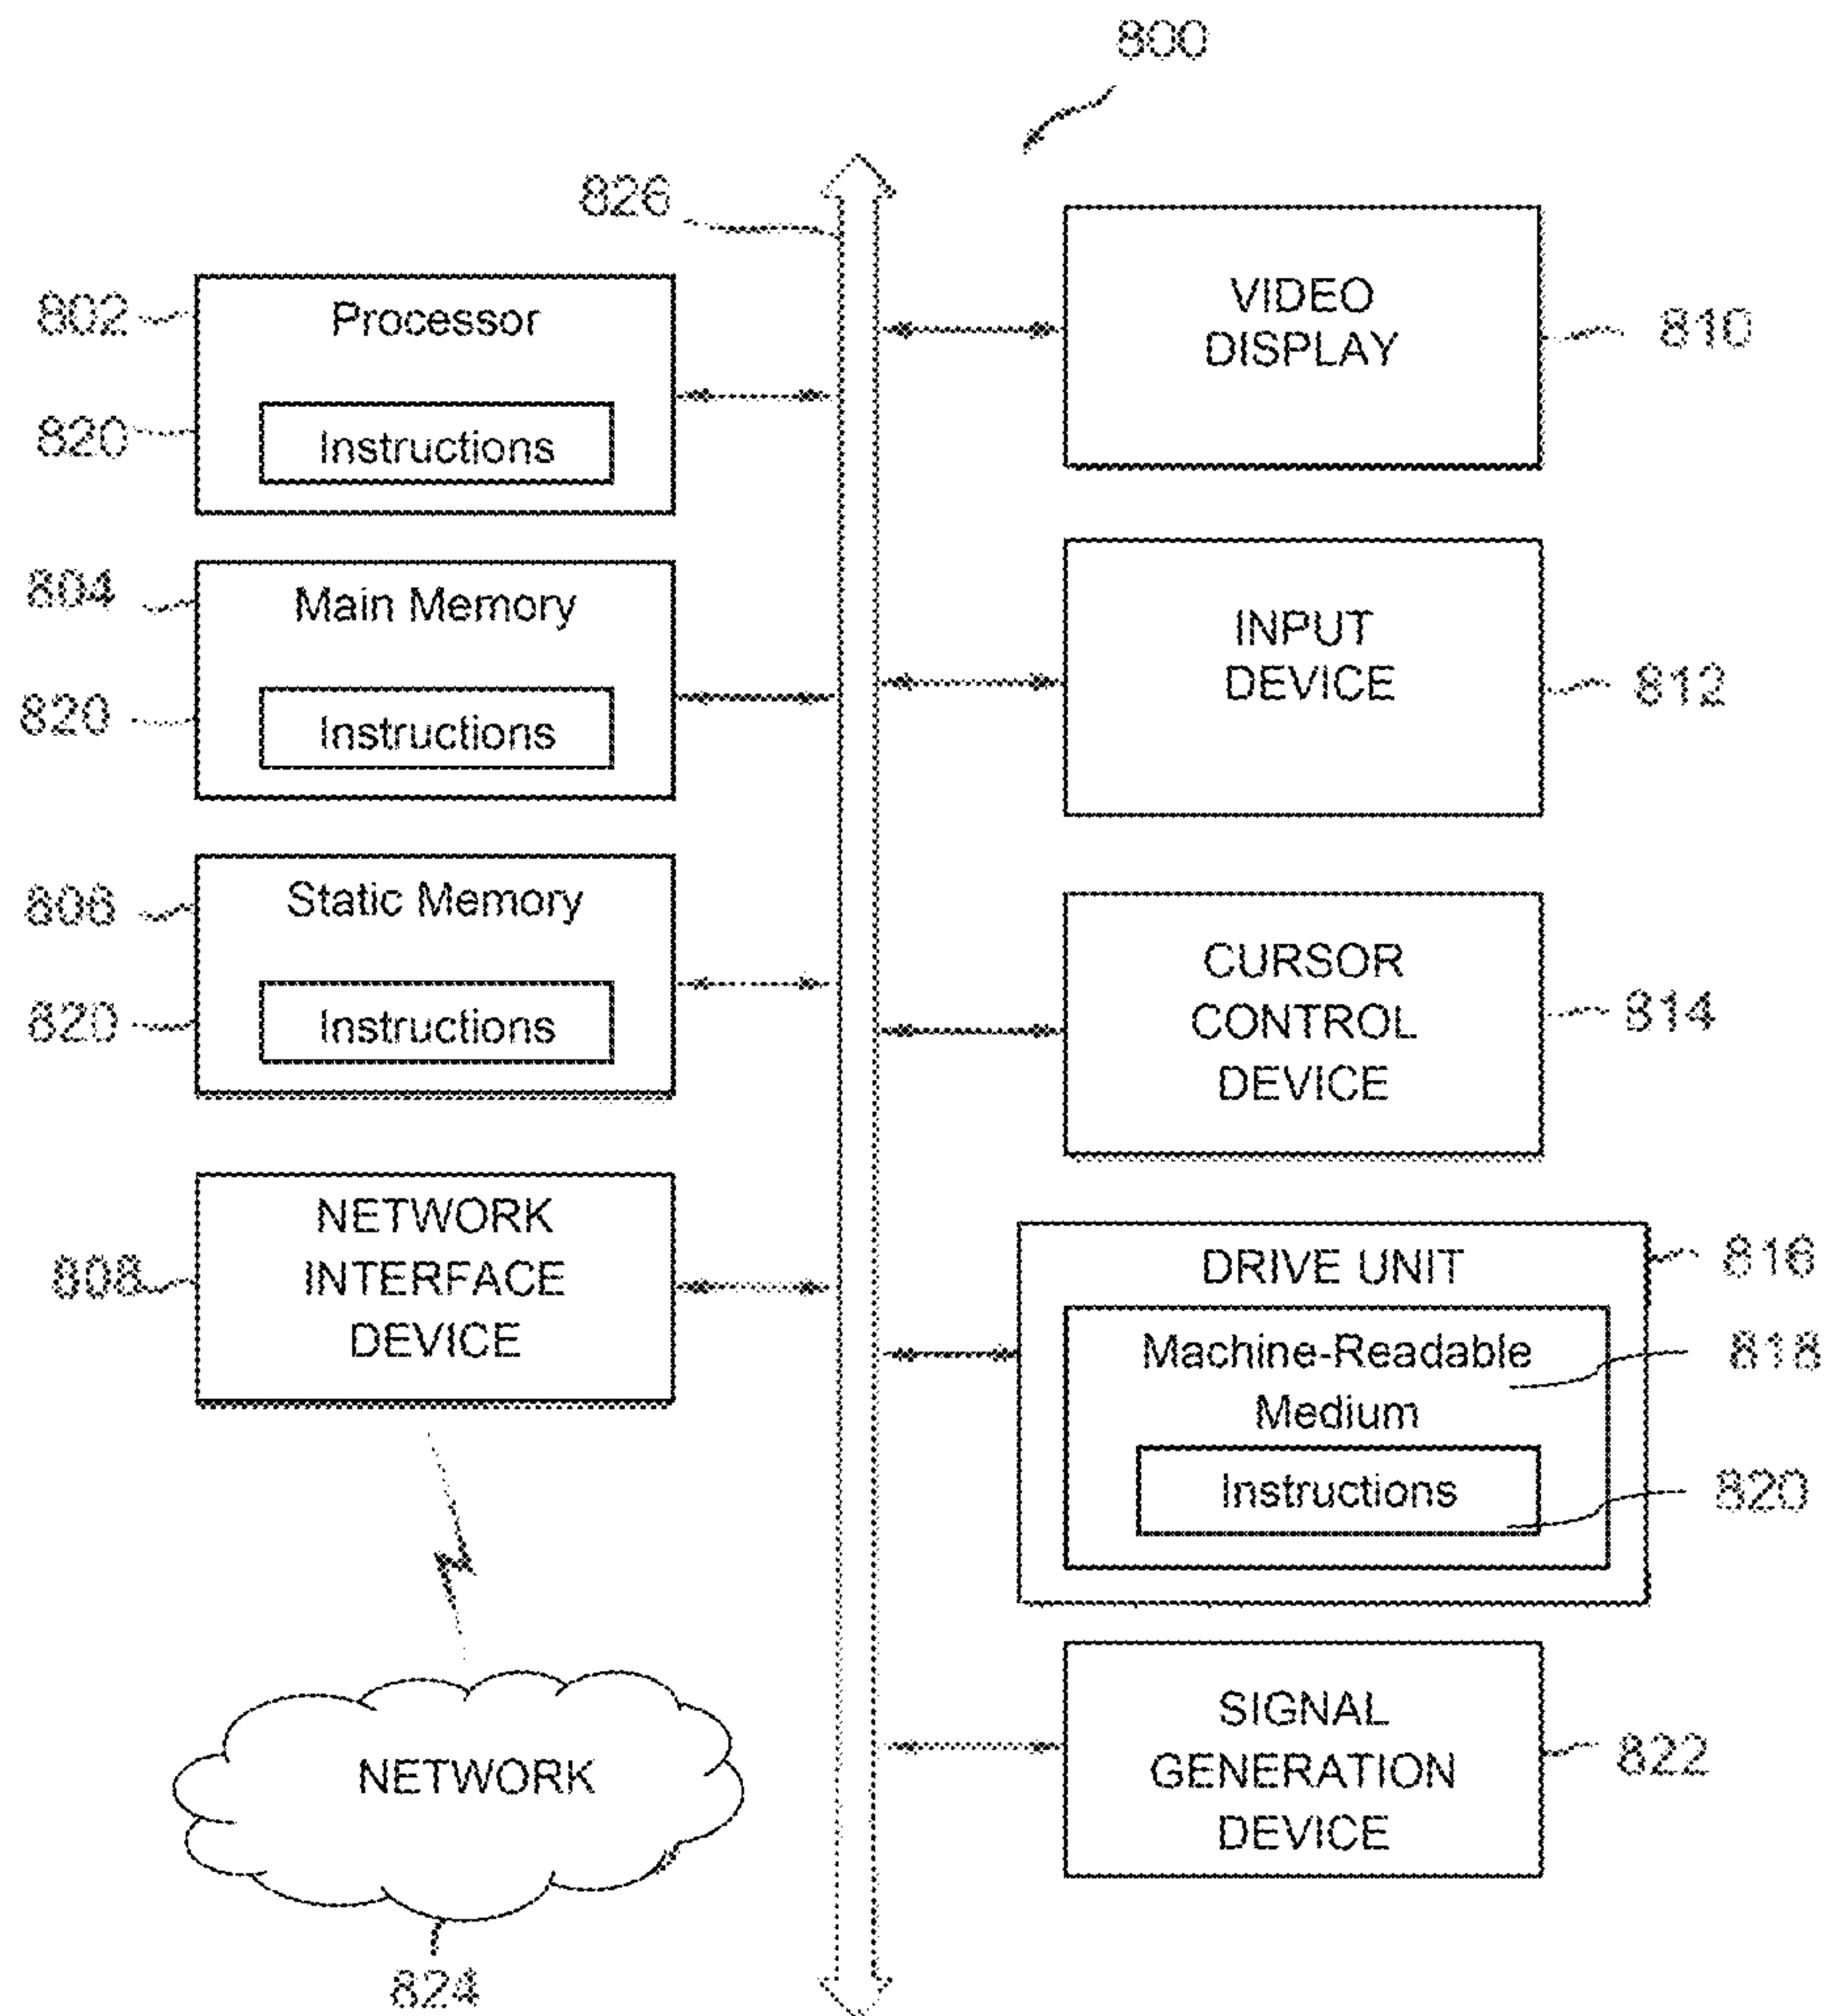 800
826
802
Processor
820
Instructions
804
Main Memory
820
Instructions
806
Static Memory
820
Instructions
808
NETWORK
INTERFACE
DEVICE
NETWORK
824
VIDEO
DISPLAY
810
INPUT
DEVICE
812
CURSOR
CONTROL
DEVICE
814
DRIVE UNIT
816
Machine-Readable
Medium
818
Instructions
820
SIGNAL
GENERATION
DEVICE
822